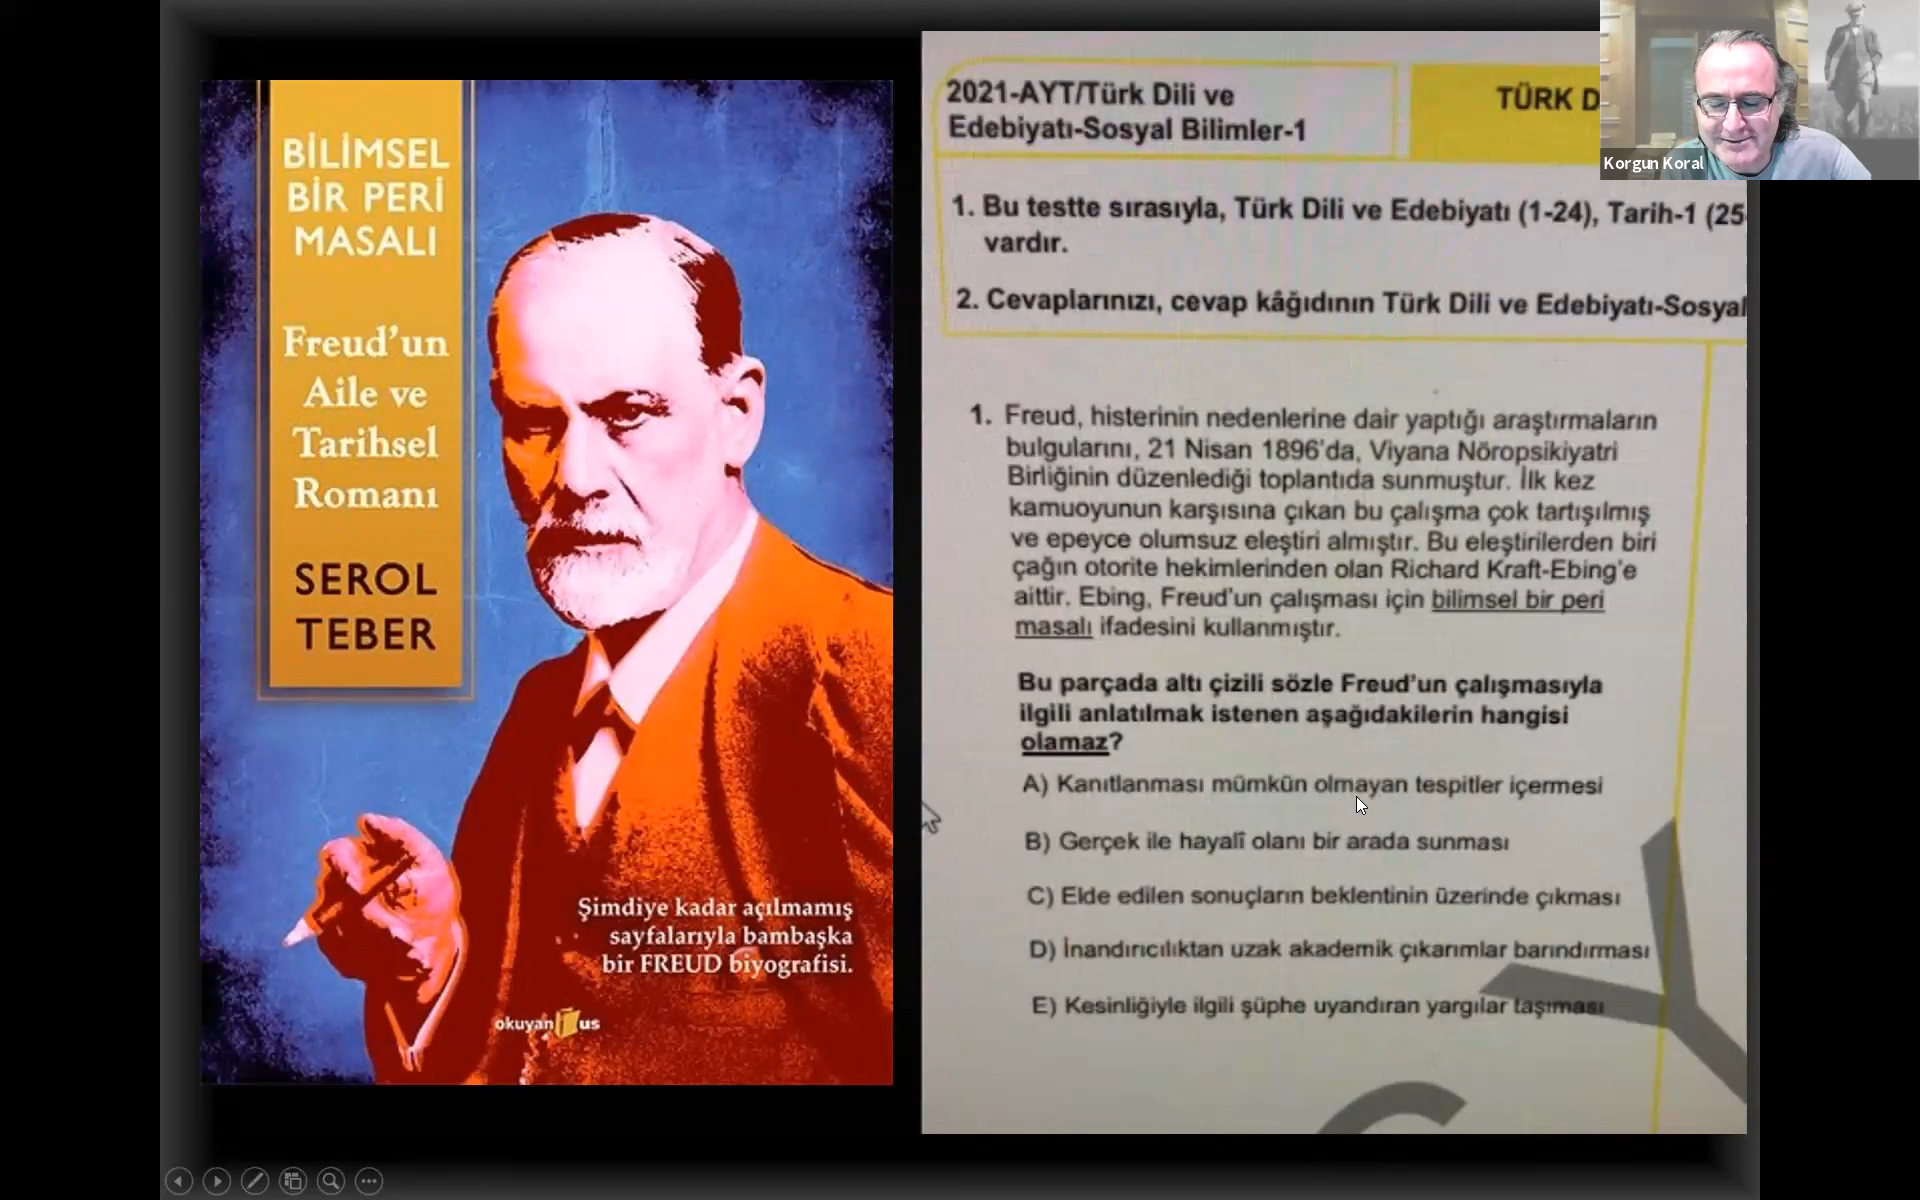 BİLİMSEL
BİR PERİ
MASALI
Freud'un
Aile ve
Tarihsel
Romanı
SEROL
TEBER
Şimdiye kadar açılmamış
sayfalarıyla bambaşka
bir FREUD biyografisi.
okuyan us
2021-AYT/Türk Dili ve
Edebiyatı-Sosyal Bilimler-1
TÜRK D
Korgun Koral
1. Bu testte sırasıyla, Türk Dili ve Edebiyatı (1-24), Tarih-1 (25
vardır.
2. Cevaplarınızı, cevap kâğıdının Türk Dili ve Edebiyatı-Sosyal
1. Freud, histerinin nedenlerine dair yaptığı araştırmaların
bulgularını, 21 Nisan 1896'da, Viyana Nöropsikiyatri
Birliğinin düzenlediği toplantıda sunmuştur. İlk kez
kamuoyunun karşısına çıkan bu çalışma çok tartışılmış
ve epeyce olumsuz eleştiri almıştır. Bu eleştirilerden biri
çağın otorite hekimlerinden olan Richard Kraft-Ebing'e
aittir. Ebing, Freud'un çalışması için bilimsel bir peri
masalı ifadesini kullanmıştır.
Bu parçada altı çizili sözle Freud'un çalışmasıyla
ilgili anlatılmak istenen aşağıdakilerin hangisi
olamaz?
A) Kanıtlanması mümkün olmayan tespitler içermesi
B) Gerçek ile hayalî olanı bir arada sunması
C) Elde edilen sonuçların beklentinin üzerinde çıkması
D) İnandırıcılıktan uzak akademik çıkarımlar barındırması
E) Kesinliğiyle ilgili şüphe uyandıran yargılar taşıması